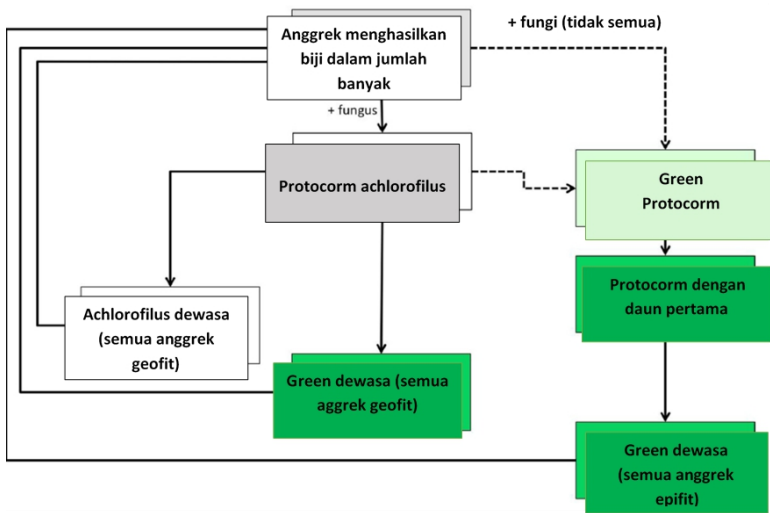 Anggrek menghasilkan
biji dalam jumlah
banyak
+ fungi (tidak semua)
+ fungus
Protocorm achlorofilus
Green
Protocorm
Protocorm dengan
daun pertama
Achlorofilus dewasa
(semua anggrek
geofit)
Green dewasa (semua
aggrek geofit)
Green dewasa
(semua anggrek
epifit)